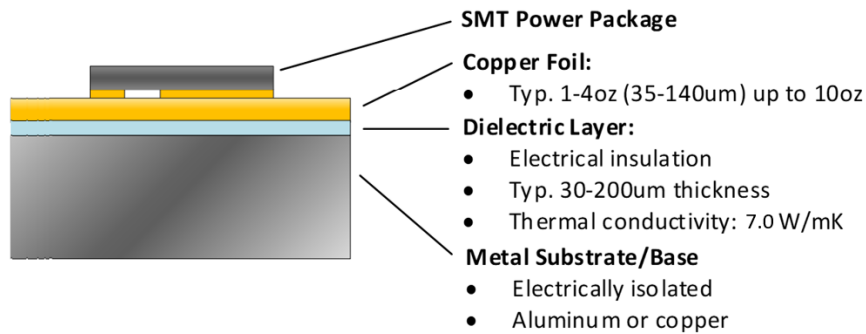 SMT Power Package
Copper Foil:
• Typ. 1-4oz (35-140um) up to 10oz
Dielectric Layer:
• Electrical insulation
• Typ. 30-200um thickness
• Thermal conductivity: 7.0 W/mK
Metal Substrate/Base
• Electrically isolated
• Aluminum or copper